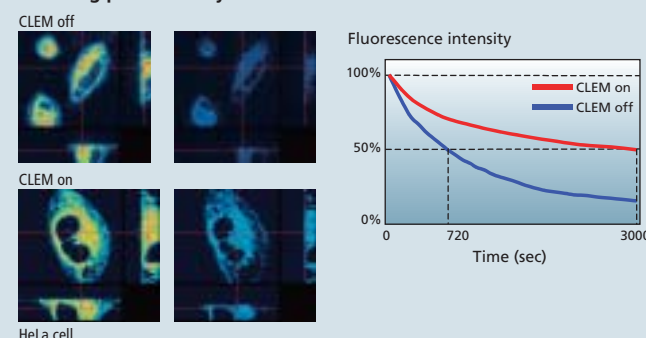 CLEM off
Fluorescence intensity
100%
CLEM on
CLEM off
50%
0%
0
720
3000
Time (sec)
CLEM on
HeLa cell